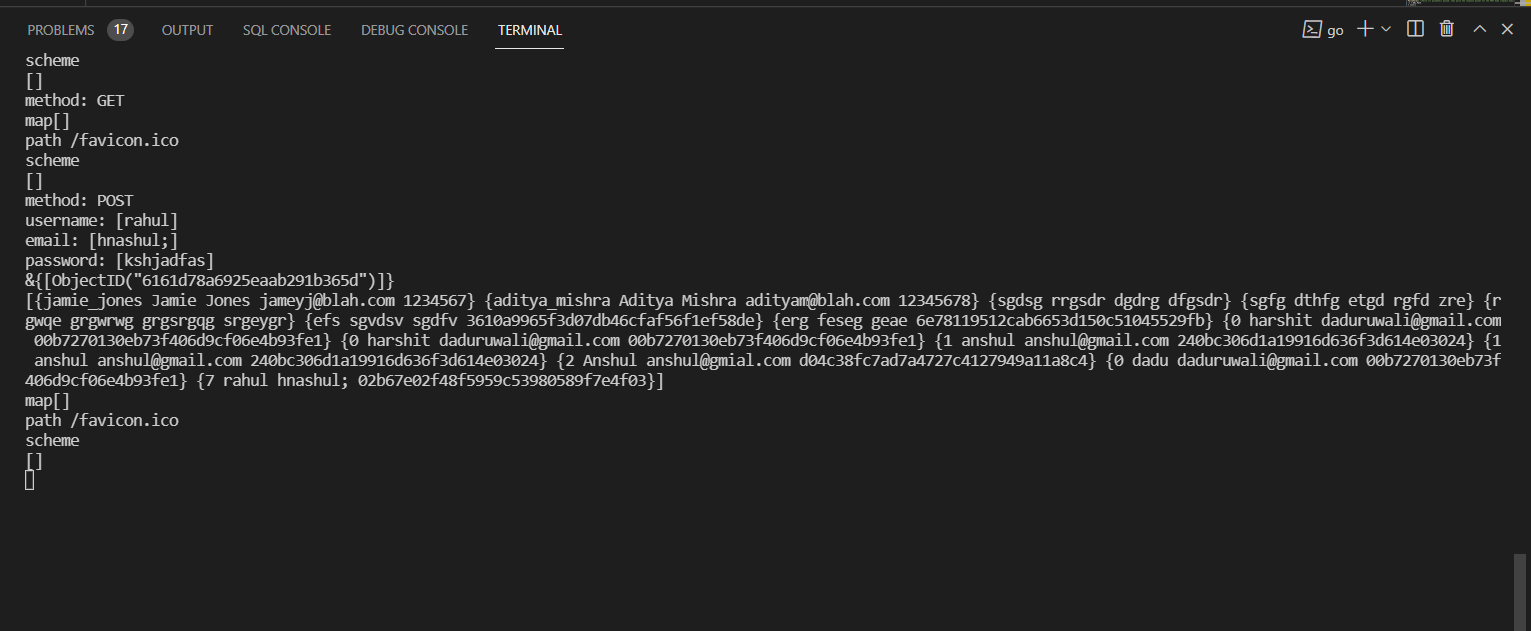 PROBLEMS 17 OUTPUT SQL CONSOLE DEBUG CONSOLE TERMINAL go
scheme
[]
method: GET
map[]
path /favicon.ico
scheme
[]
method: POST
username: [rahul]
email: [hnashul;]
password: [kshjadfas]
&{[ObjectID("6161d78a6925eaab291b365d")]}
[{jamie_jones Jamie Jones jameyj@blah.com 1234567} {aditya_mishra Aditya Mishra adityam@blah.com 12345678} {sgdsg rrgsdr dgdrg dfgsdr} {sgfg dthfg etgd rgfd zre} {r
gwqe grgwrwg grgsrgqg srgeygr} {efs sgvdsv sgdfv 3610a9965f3d07db46cfaf56f1ef58de} {erg feseg geae 6e78119512cab6653d150c51045529fb} {0 harshit daduruwali@gmail.com
00b7270130eb73f406d9cf06e4b93fe1} {0 harshit daduruwali@gmail.com 00b7270130eb73f406d9cf06e4b93fe1} {1 anshul anshul@gmail.com 240bc306d1a19916d636f3d614e03024} {1
anshul anshul@gmail.com 240bc306d1a19916d636f3d614e03024} {2 Anshul anshul@gmial.com d04c38fc7ad7a4727c4127949a11a8c4} {0 dadu daduruwali@gmail.com 00b7270130eb73f
406d9cf06e4b93fe1} {7 rahul hnashul; 02b67e02f48f5959c53980589f7e4f03}]
map[]
path /favicon.ico
scheme
[]